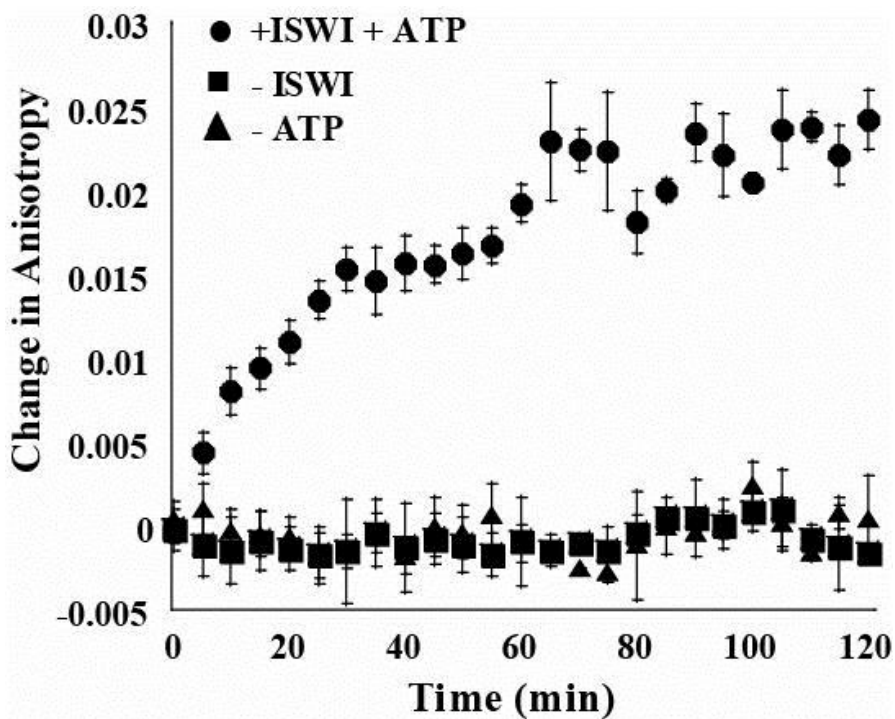 0.03
+ISWI + ATP
- ISWI
- ATP
0.025
0.02
0.015
0.01
0.005
0
-0.005
Change in Anisotropy
0 20 40 60 80 100 120
Time (min)